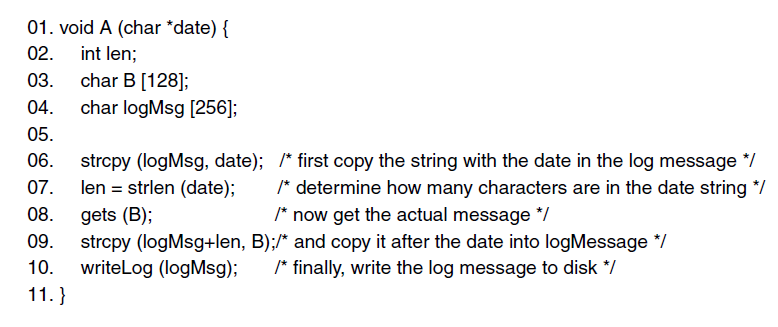 01. void A (char *date) {
02. int len;
03. char B [128];
04. char logMsg [256];
05.
06. strcpy (logMsg, date); /* first copy the string with the date in the log message */
07. len = strlen (date); /* determine how many characters are in the date string */
08. gets (B); /* now get the actual message */
09. strcpy (logMsg+len, B);/* and copy it after the date into logMessage */
10. writeLog (logMsg); /* finally, write the log message to disk */
11. }